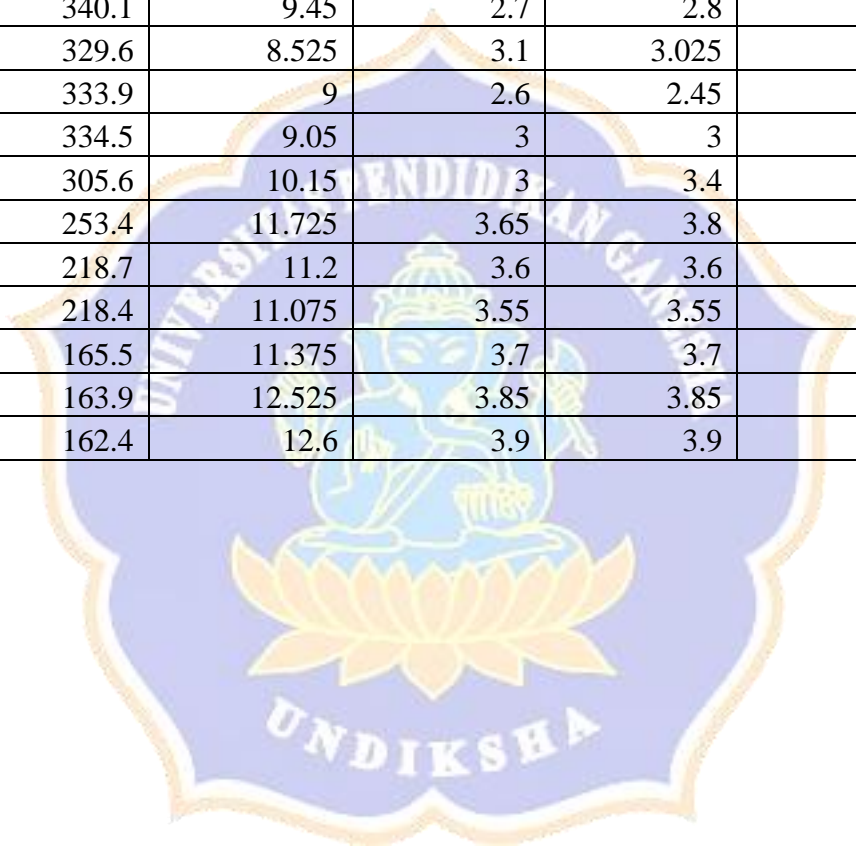 340.1 9.45 2.7 2.8
329.6 8.525 3.1 3.025
333.9 9 2.6 2.45
334.5 9.05 3 3
305.6 10.15 3 3.4
253.4 11.725 3.65 3.8
218.7 11.2 3.6 3.6
218.4 11.075 3.55 3.55
165.5 11.375 3.7 3.7
163.9 12.525 3.85 3.85
162.4 12.6 3.9 3.9
UNIVERSITAS PENDIDIKAN GANESHA
UNDIKSHA